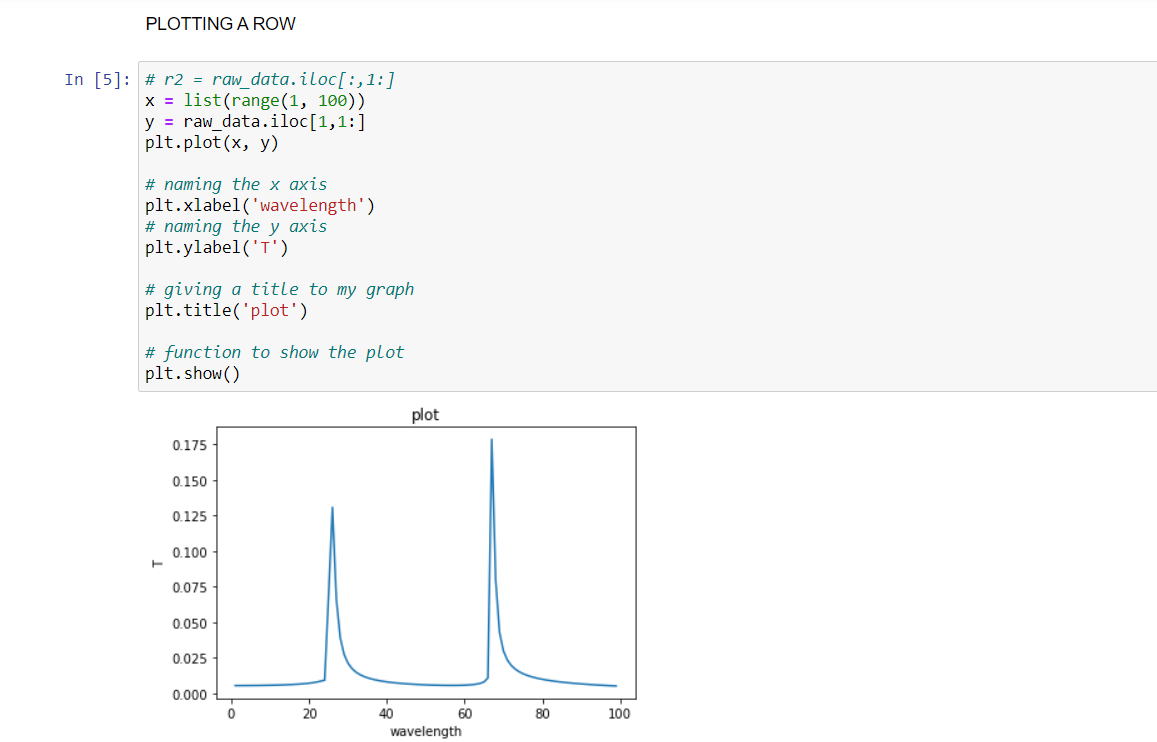 PLOTTING A ROW
In [5]: # r2 = raw_data.iloc[:,1:]
x = list(range(1, 100))
y = raw_data.iloc[1,1:]
plt.plot(x, y)
# naming the x axis
plt.xlabel('wavelength')
# naming the y axis
plt.ylabel('T')
# giving a title to my graph
plt.title('plot')
# function to show the plot
plt.show()
plot
0.175
0.150
0.125
0.100
T
0.075
0.050
0.025
0.000
0 20 40 60 80 100
wavelength